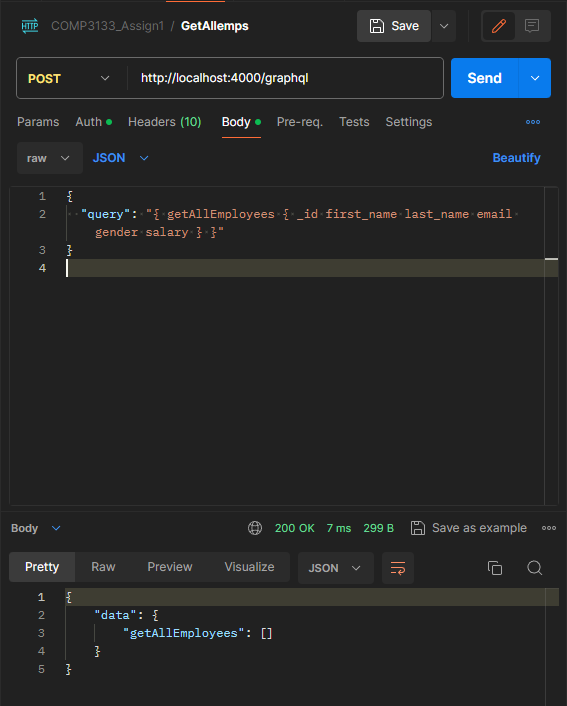 HTTP COMP3133_Assign1 / GetAllemps Save
POST http://localhost:4000/graphql Send
Params Auth Headers (10) Body Pre-req. Tests Settings
raw JSON Beautify
1 {
2 "query": "{ getAllEmployees { _id first_name last_name email
gender salary } }"
3 }
4
Body 200 OK 7 ms 299 B Save as example
Pretty Raw Preview Visualize JSON
1 {
2 "data": {
3 "getAllEmployees": []
4 }
5 }